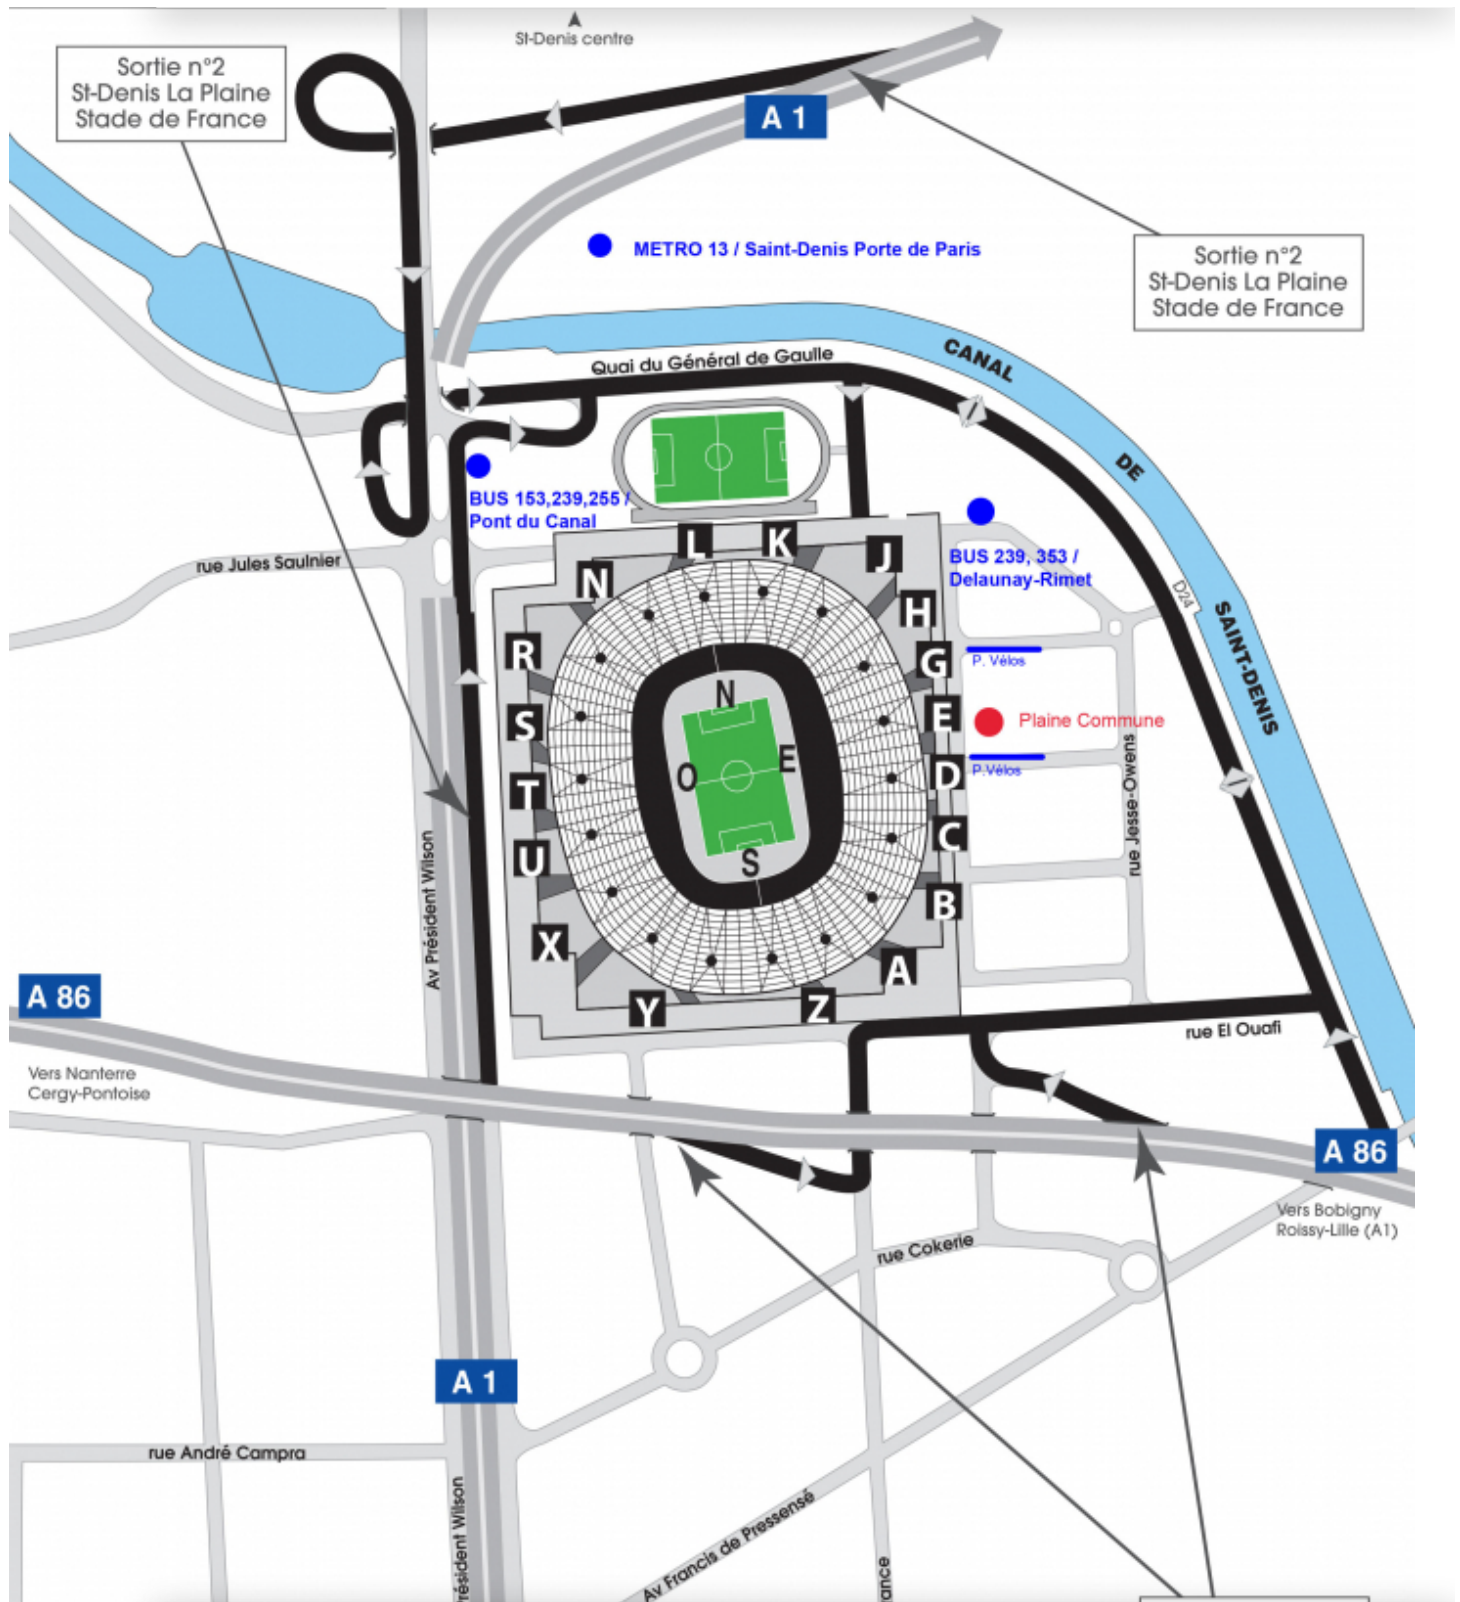 St-Denis centre
Sortie n°2
St-Denis La Plaine
Stade de France
A 1
METRO 13 / Saint-Denis Porte de Paris
Sortie n°2
St-Denis La Plaine
Stade de France
CANAL
DE
SAINT-DENIS
Quai du Général de Gaulle
BUS 153,239,255 /
Pont du Canal
BUS 239, 353 /
Delaunay-Rimet
rue Jules Saulnier
D24
L
K
J
N
H
R
G
P. Vélos
S
E
Plaine Commune
N
O
E
S
T
D
P.Vélos
U
C
B
X
A
Y
Z
rue Jesse-Owens
Av Président Wilson
A 86
Vers Nanterre
Cergy-Pontoise
rue El Ouafi
A 86
Vers Bobigny
Roissy-Lille (A1)
rue Cokerie
A 1
rue André Campra
résident Wilson
Av Francis de Pressensé
ance